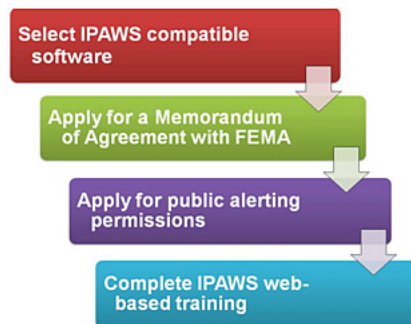 Select IPAWS compatible
software
Apply for a Memorandum
of Agreement with FEMA
Apply for public alerting
permissions
Complete IPAWS web-
based training